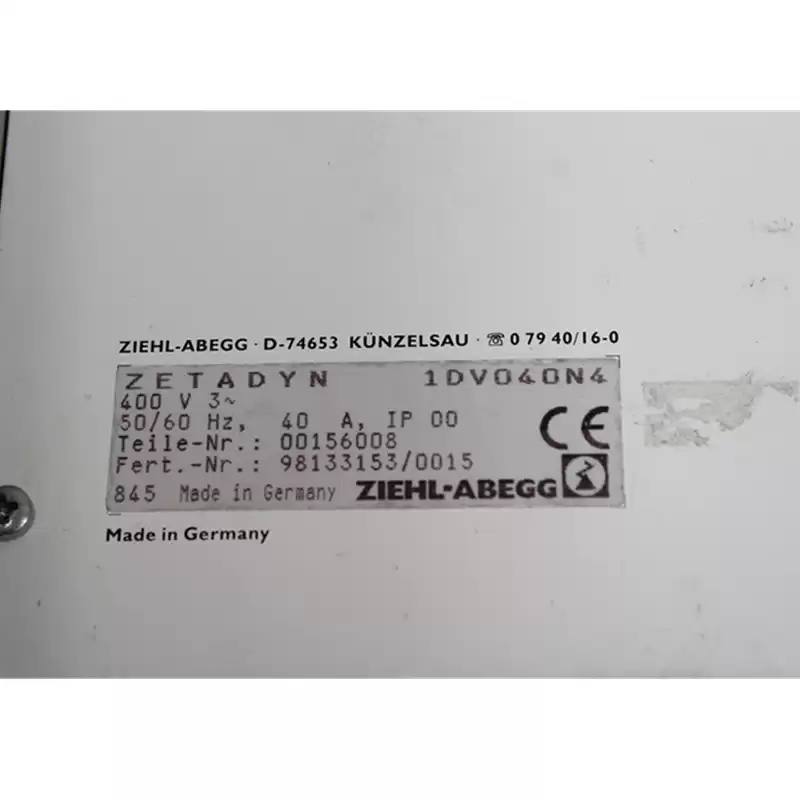 ZIEHL-ABEGG · D-74653 KÜNZELSAU · ☏ 0 79 40/16-0
ZETADYN 1DV040N4
400 V 3~
50/60 Hz, 40 A, IP 00
Teile-Nr.: 00156008
Fert.-Nr.: 98133153/0015
CE
845 Made in Germany ZIEHL-ABEGG
Made in Germany